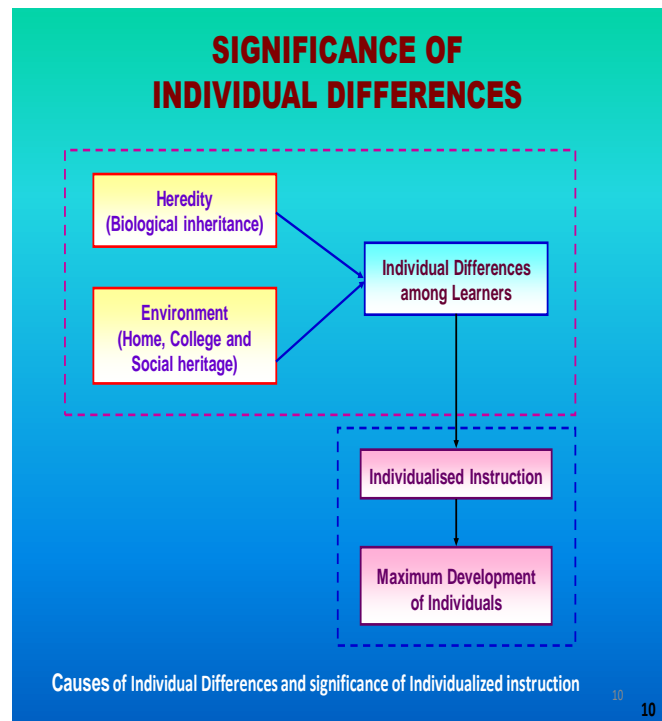 SIGNIFICANCE OF
INDIVIDUAL DIFFERENCES
Heredity
(Biological inheritance)
Individual Differences
among Learners
Environment
(Home, College and
Social heritage)
Individualised Instruction
Maximum Development
of Individuals
Causes of Individual Differences and significance of Individualized instruction
10
10